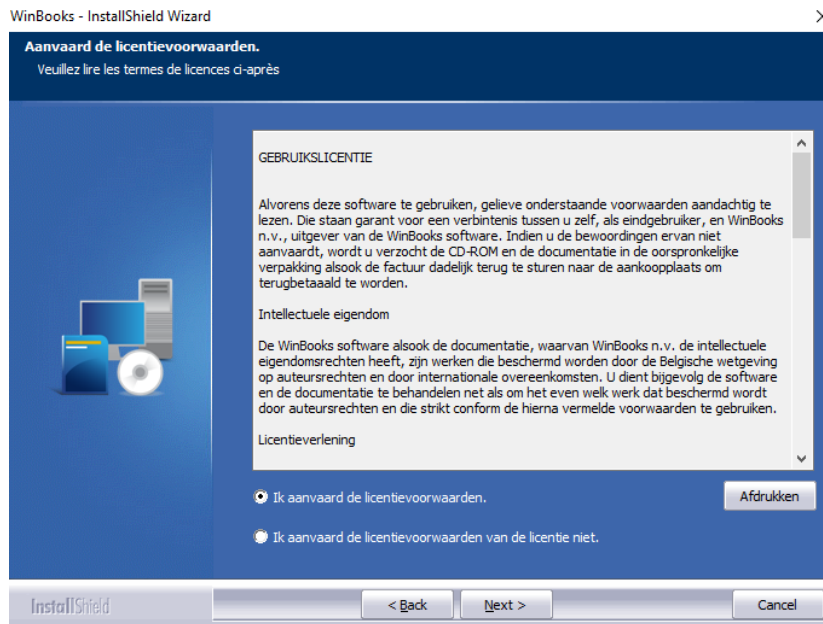 WinBooks - InstallShield Wizard
Aanvaard de licentievoorwaarden.
Veuillez lire les termes de licences ci-après
GEBRUIKSLICENTIE
Alvorens deze software te gebruiken, gelieve onderstaande voorwaarden aandachtig te
lezen. Die staan garant voor een verbintenis tussen u zelf, als eindgebruiker, en WinBooks
n.v., uitgever van de WinBooks software. Indien u de bewoordingen ervan niet
aanvaardt, wordt u verzocht de CD-ROM en de documentatie in de oorspronkelijke
verpakking alsook de factuur dadelijk terug te sturen naar de aankoopplaats om
terugbetaaald te worden.
Intellectuele eigendom
De WinBooks software alsook de documentatie, waarvan WinBooks n.v. de intellectuele
eigendomsrechten heeft, zijn werken die beschermd worden door de Belgische wetgeving
op auteursrechten en door internationale overeenkomsten. U dient bijgevolg de software
en de documentatie te behandelen net als om het even welk werk dat beschermd wordt
door auteursrechten en die strikt conform de hierna vermelde voorwaarden te gebruiken.
Licentieverlening
Ik aanvaard de licentievoorwaarden.
Afdrukken
Ik aanvaard de licentievoorwaarden van de licentie niet.
InstallShield
< Back
Next >
Cancel